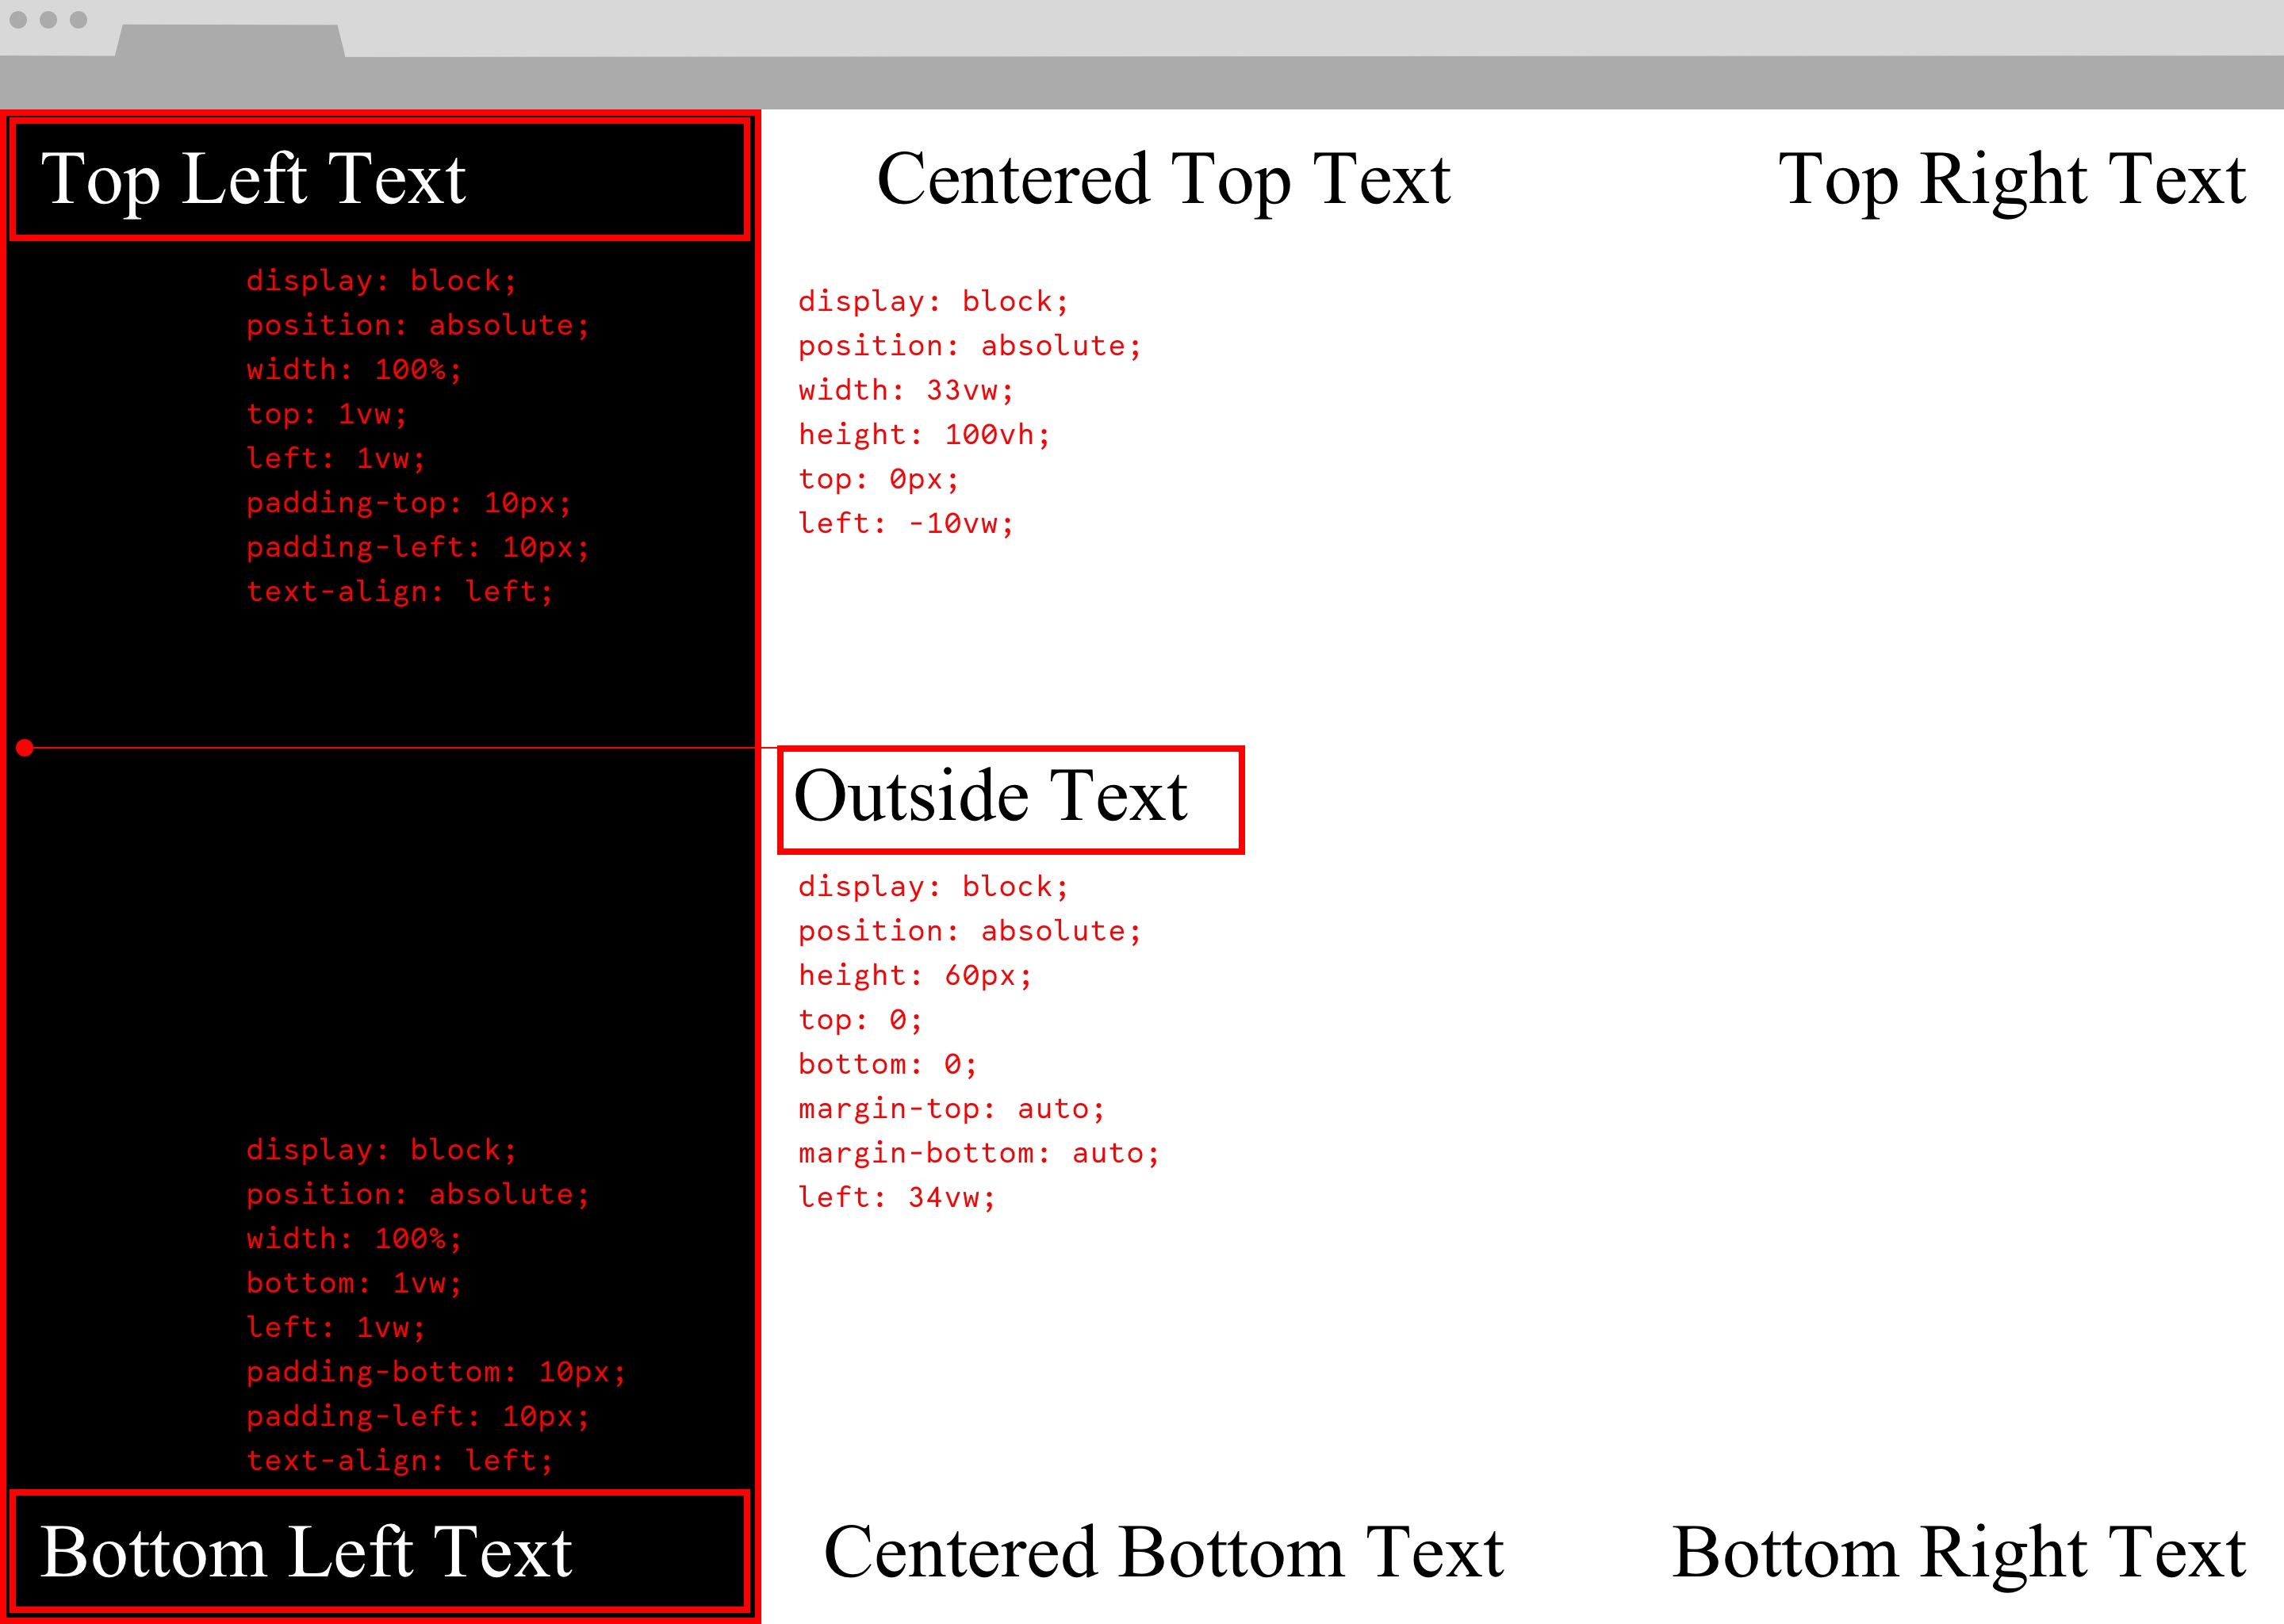 Top Left Text
Centered Top Text
Top Right Text
display: block;
position: absolute;
width: 100%;
top: 1vw;
left: 1vw;
padding-top: 10px;
padding-left: 10px;
text-align: left;
display: block;
position: absolute;
width: 33vw;
height: 100vh;
top: 0px;
left: -10vw;
Outside Text
display: block;
position: absolute;
height: 60px;
top: 0;
bottom: 0;
margin-top: auto;
margin-bottom: auto;
left: 34vw;
display: block;
position: absolute;
width: 100%;
bottom: 1vw;
left: 1vw;
padding-bottom: 10px;
padding-left: 10px;
text-align: left;
Bottom Left Text
Centered Bottom Text
Bottom Right Text